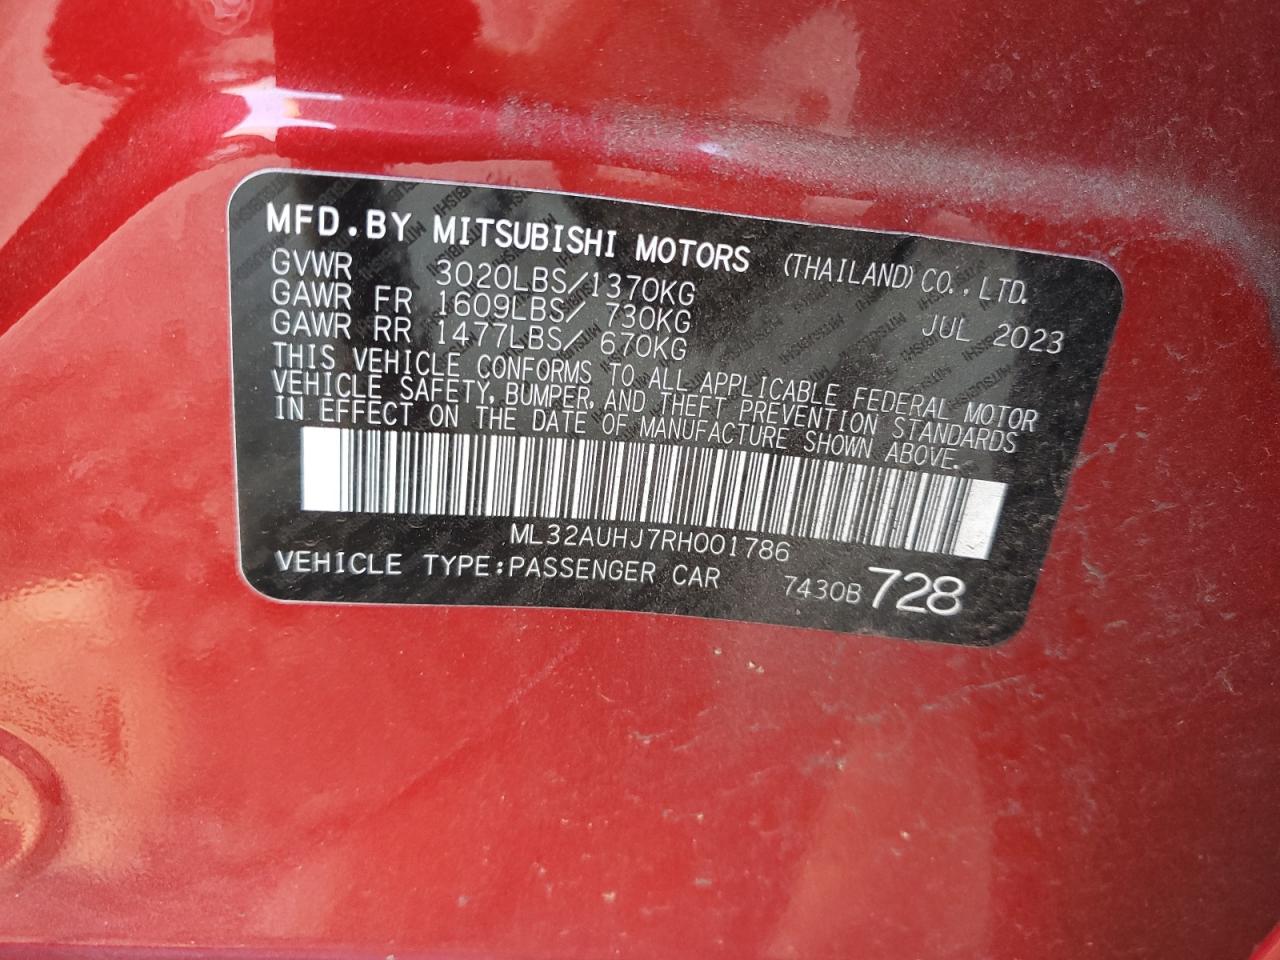 MFD.BY MITSUBISHI MOTORS (THAILAND)CO.,LTD.
GVWR 3020LBS/1370KG
GAWR FR 1609LBS/ 730KG JUL 2023
GAWR RR 1477LBS/ 670KG
THIS VEHICLE CONFORMS TO ALL APPLICABLE FEDERAL MOTOR
VEHICLE SAFETY, BUMPER, AND THEFT PREVENTION STANDARDS
IN EFFECT ON THE DATE OF MANUFACTURE SHOWN ABOVE.
ML32AUHJ7RH001786
VEHICLE TYPE:PASSENGER CAR 7430B 728